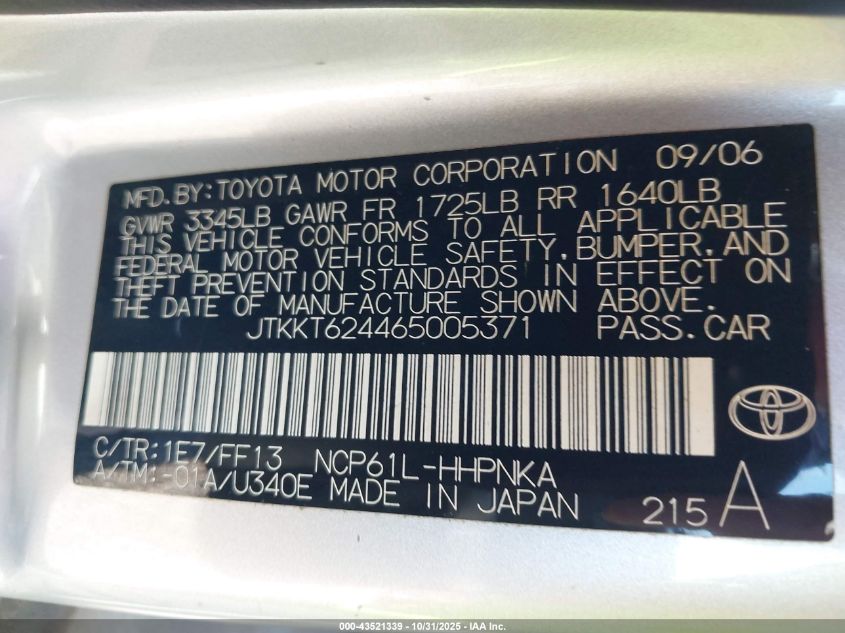 MFD.BY:TOYOTA MOTOR CORPORATION 09/06
GVWR 3345LB GAWR FR 1725LB RR 1640LB
THIS VEHICLE CONFORMS TO ALL APPLICABLE
FEDERAL MOTOR VEHICLE SAFETY,BUMPER,AND
THEFT PREVENTION STANDARDS IN EFFECT ON
THE DATE OF MANUFACTURE SHOWN ABOVE.
JTKKT624465005371 PASS.CAR
C/TR:1E7/FF13 NCP61L-HHPNKA
A/TM:-01A/U340E MADE IN JAPAN 215 A
000-43521339 | 10/31/2025 - IAA Inc.